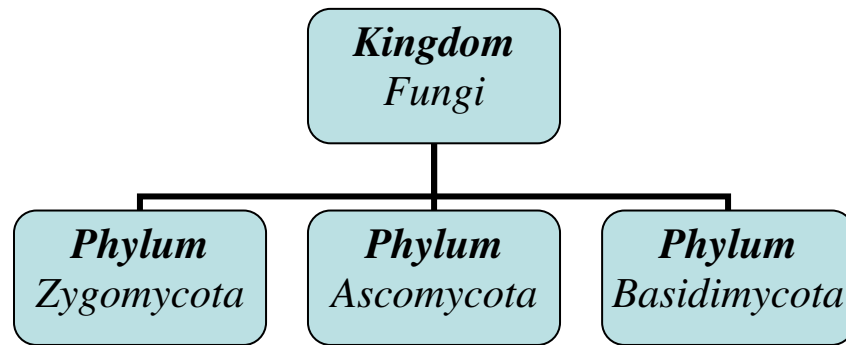 Kingdom
Fungi
Phylum
Zygomycota
Phylum
Ascomycota
Phylum
Basidimycota